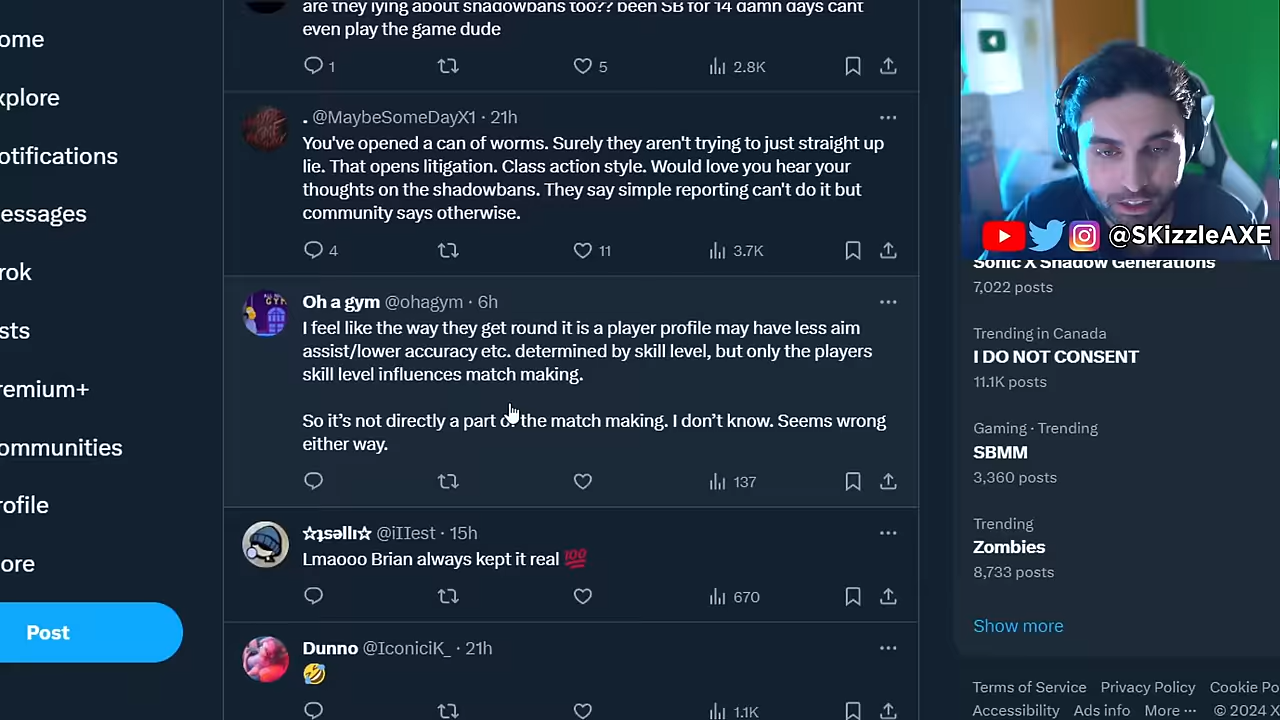 ome
xplore
otifications
essages
rok
sts
remium+
ommunities
rofile
ore
Post
are they lying about shadowbans too?? been SB for 14 damn days cant
even play the game dude
1
5
2.8K
. @MaybeSomeDayX1 · 21h
You've opened a can of worms. Surely they aren't trying to just straight up
lie. That opens litigation. Class action style. Would love you hear your
thoughts on the shadowbans. They say simple reporting can't do it but
community says otherwise.
4
11
3.7K
Oh a gym @ohagym · 6h
I feel like the way they get round it is a player profile may have less aim
assist/lower accuracy etc. determined by skill level, but only the players
skill level influences match making.
So it's not directly a part of the match making. I don't know. Seems wrong
either way.
137
☆ɿƨɘllı☆ @iIIest · 15h
Lmaooo Brian always kept it real 💯
670
Dunno @IconiciK_ · 21h
🤣
1.1K
@SKizzleAXE
Sonic X Shadow Generations
7,022 posts
Trending in Canada
I DO NOT CONSENT
11.1K posts
Gaming · Trending
SBMM
3,360 posts
Trending
Zombies
8,733 posts
Show more
Terms of Service Privacy Policy Cookie Po
Accessibility Ads info More ··· © 2024 X